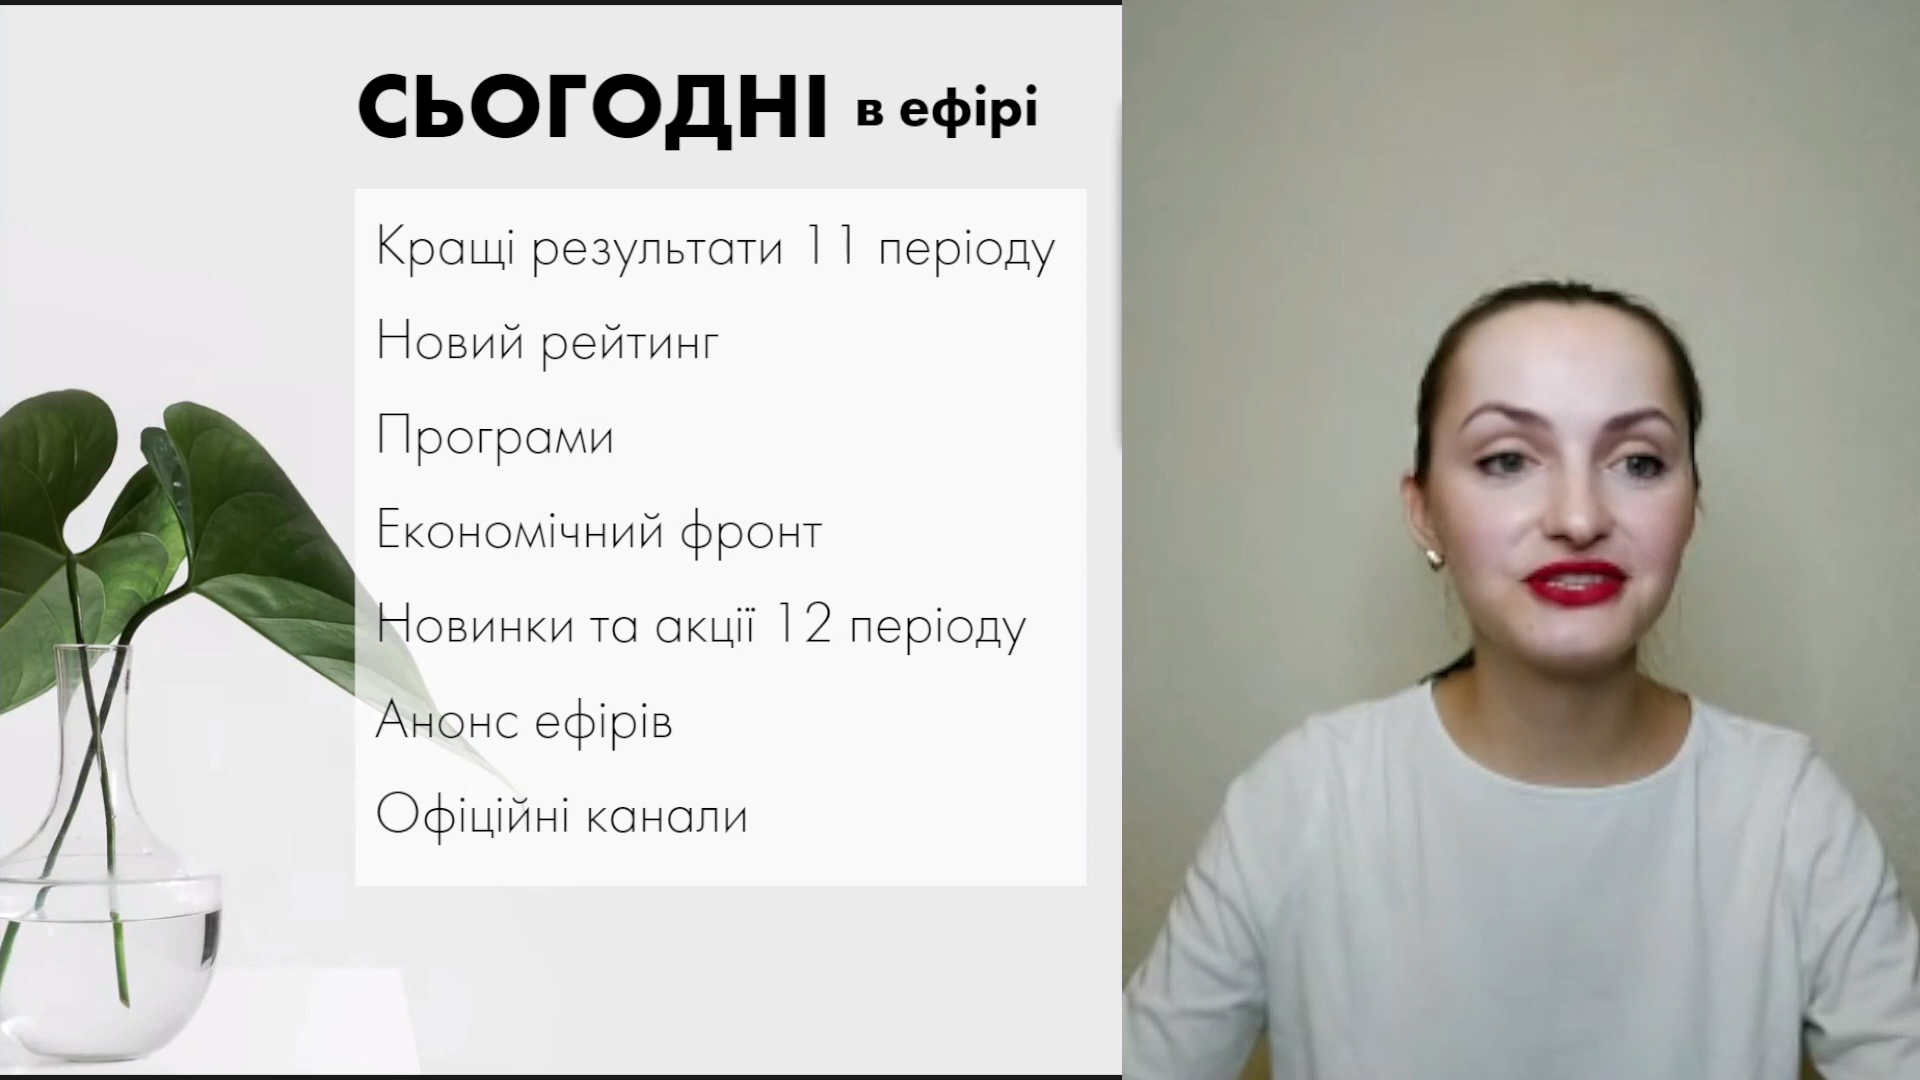 СЬОГОДНІ в ефірі
Кращі результати 11 періоду
Новий рейтинг
Програми
Економічний фронт
Новинки та акції 12 періоду
Анонс ефірів
Офіційні канали